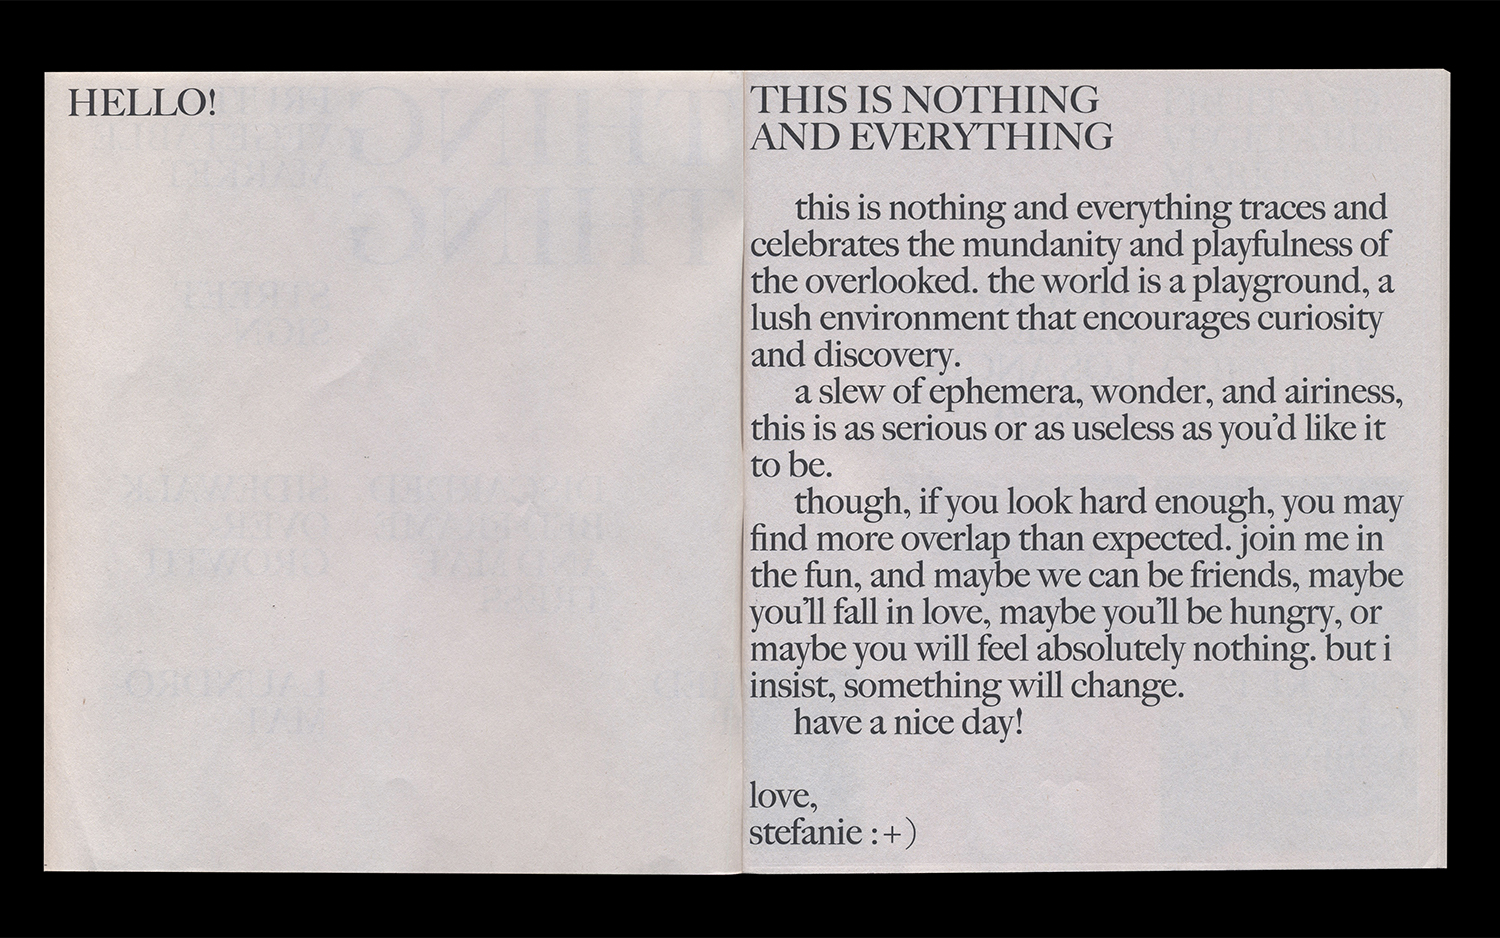 HELLO!
THIS IS NOTHING
AND EVERYTHING
this is nothing and everything traces and
celebrates the mundanity and playfulness of
the overlooked. the world is a playground, a
lush environment that encourages curiosity
and discovery.
a slew of ephemera, wonder, and airiness,
this is as serious or as useless as you’d like it
to be.
though, if you look hard enough, you may
find more overlap than expected. join me in
the fun, and maybe we can be friends, maybe
you’ll fall in love, maybe you’ll be hungry, or
maybe you will feel absolutely nothing. but i
insist, something will change.
have a nice day!
love,
stefanie :+)